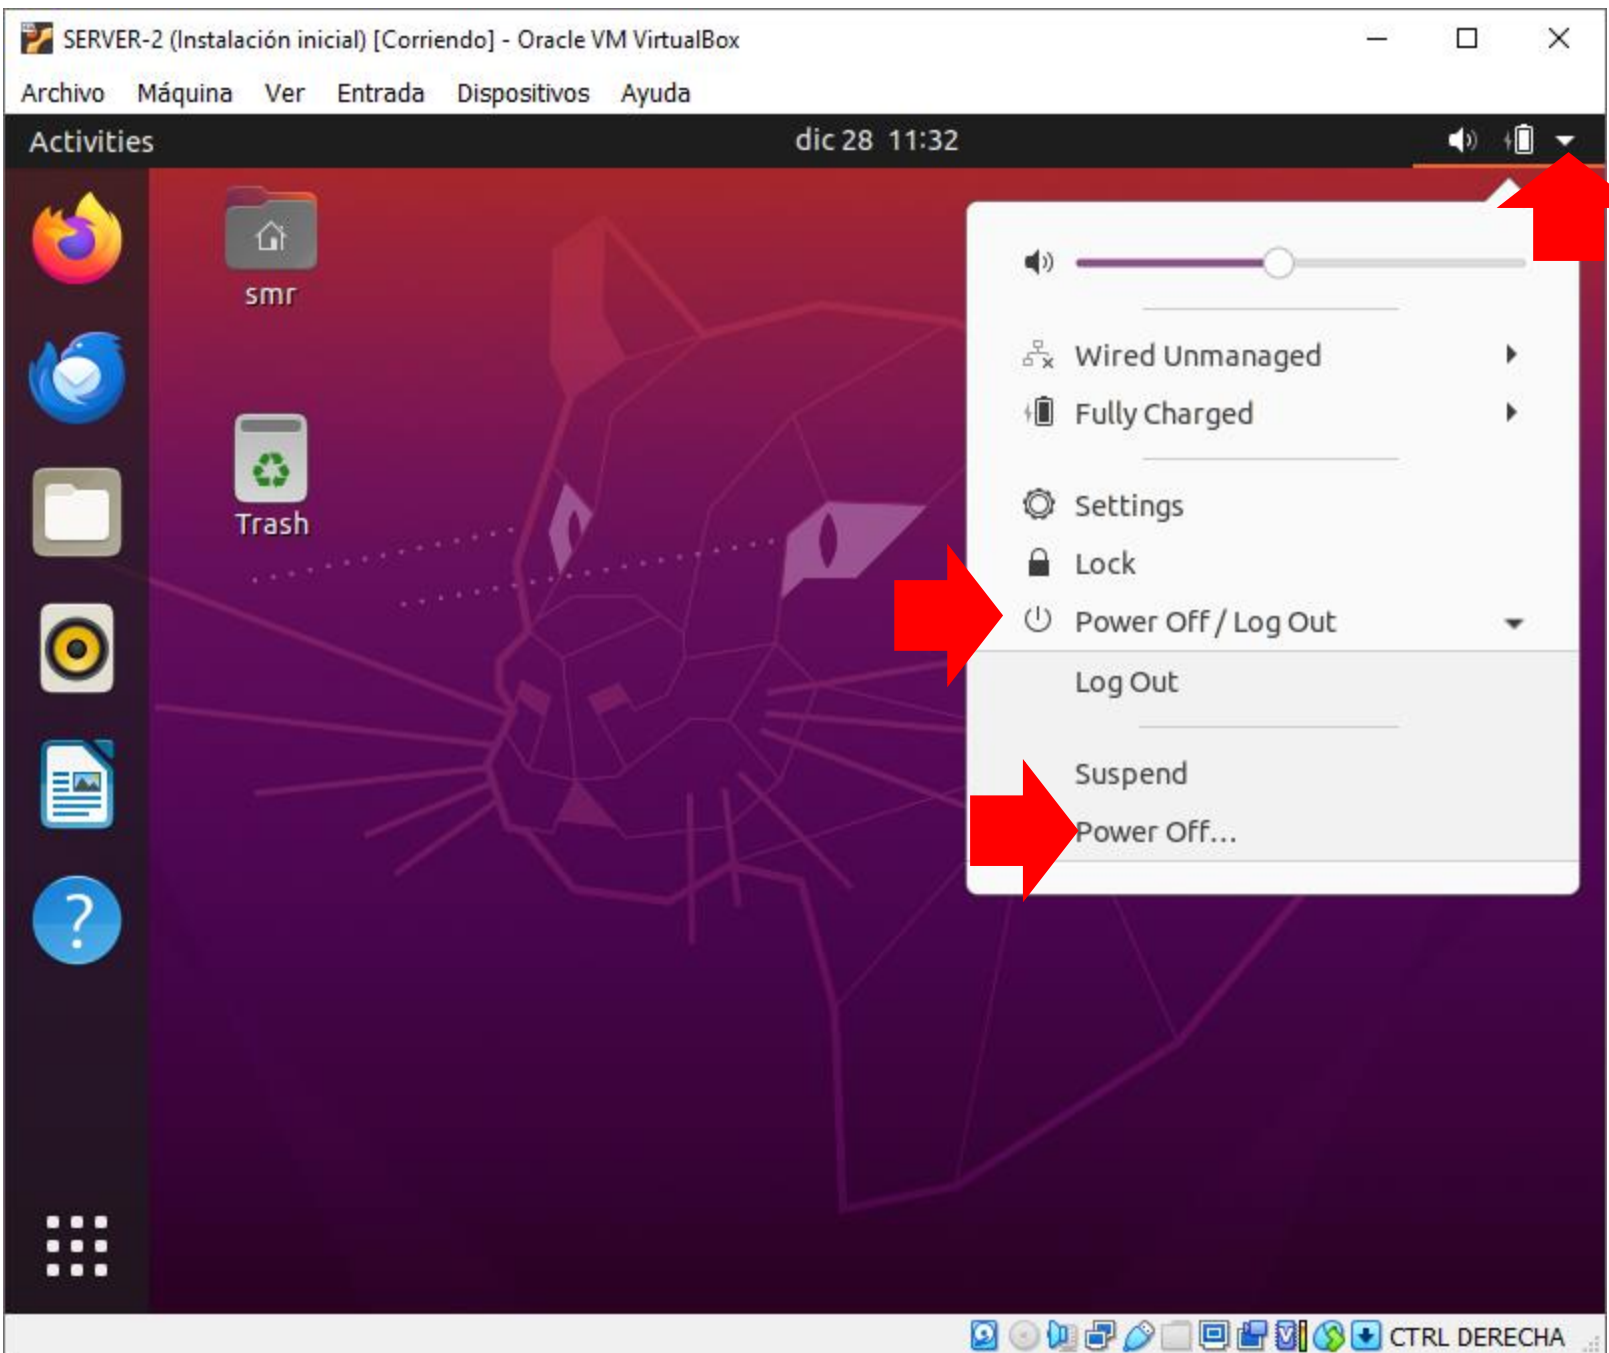 SERVER-2 (Instalación inicial) [Corriendo] - Oracle VM VirtualBox
Archivo Máquina Ver Entrada Dispositivos Ayuda
Activities dic 28 11:32
smr
Trash
Wired Unmanaged
Fully Charged
Settings
Lock
Power Off / Log Out
Log Out
Suspend
Power Off...
CTRL DERECHA